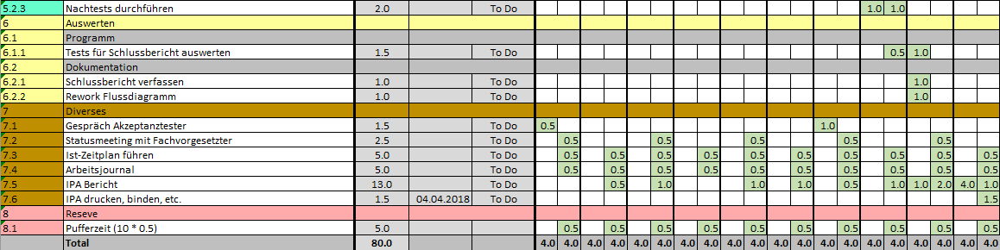 5.2.3 Nachtests durchführen 2.0 To Do 1.0 1.0
6 Auswerten
6.1 Programm
6.1.1 Tests für Schlussbericht auswerten 1.5 To Do 0.5 1.0
6.2 Dokumentation
6.2.1 Schlussbericht verfassen 1.0 To Do 1.0
6.2.2 Rework Flussdiagramm 1.0 To Do 1.0
7 Diverses
7.1 Gespräch Akzeptanztester 1.5 To Do 0.5 1.0
7.2 Statusmeeting mit Fachvorgesetzter 2.5 To Do 0.5 0.5 0.5 0.5 0.5
7.3 Ist-Zeitplan führen 5.0 To Do 0.5 0.5 0.5 0.5 0.5 0.5 0.5 0.5 0.5 0.5
7.4 Arbeitsjournal 5.0 To Do 0.5 0.5 0.5 0.5 0.5 0.5 0.5 0.5 0.5 0.5
7.5 IPA Bericht 13.0 To Do 0.5 1.0 1.0 1.0 0.5 1.0 1.0 2.0 4.0 1.0
7.6 IPA drucken, binden, etc. 1.5 04.04.2018 To Do 1.5
8 Reseve
8.1 Pufferzeit (10 * 0.5) 5.0 0.5 0.5 0.5 0.5 0.5 0.5 0.5 0.5 0.5 0.5
Total 80.0 4.0 4.0 4.0 4.0 4.0 4.0 4.0 4.0 4.0 4.0 4.0 4.0 4.0 4.0 4.0 4.0 4.0 4.0 4.0 4.0